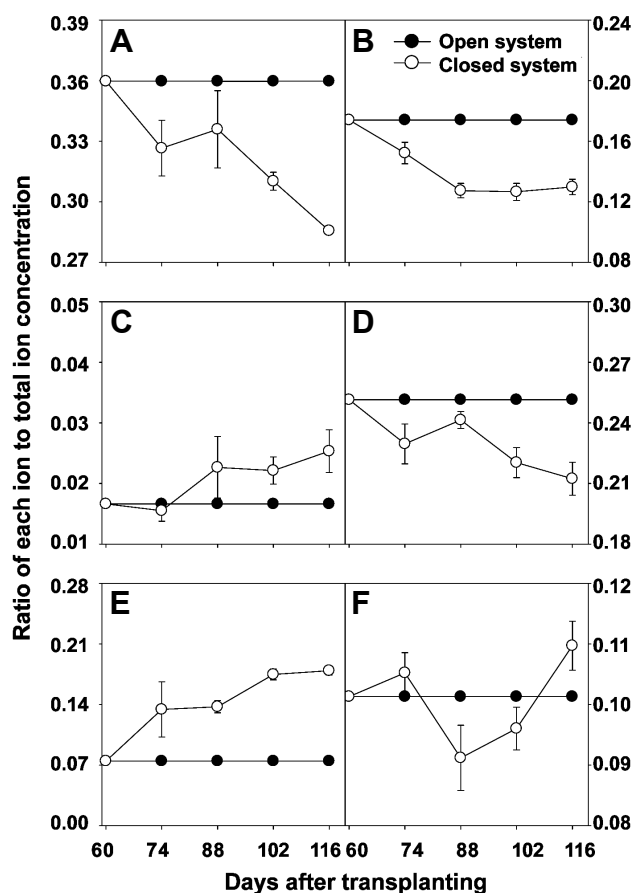 0.39
0.36
0.33
0.30
0.27
A
B
Open system
Closed system
0.24
0.20
0.16
0.12
0.08
0.05
0.04
0.03
0.02
0.01
C
D
0.30
0.27
0.24
0.21
0.18
0.28
0.21
0.14
0.07
0.00
E
F
0.12
0.11
0.10
0.09
0.08
Ratio of each ion to total ion concentration
60 74 88 102 116 60 74 88 102 116
Days after transplanting